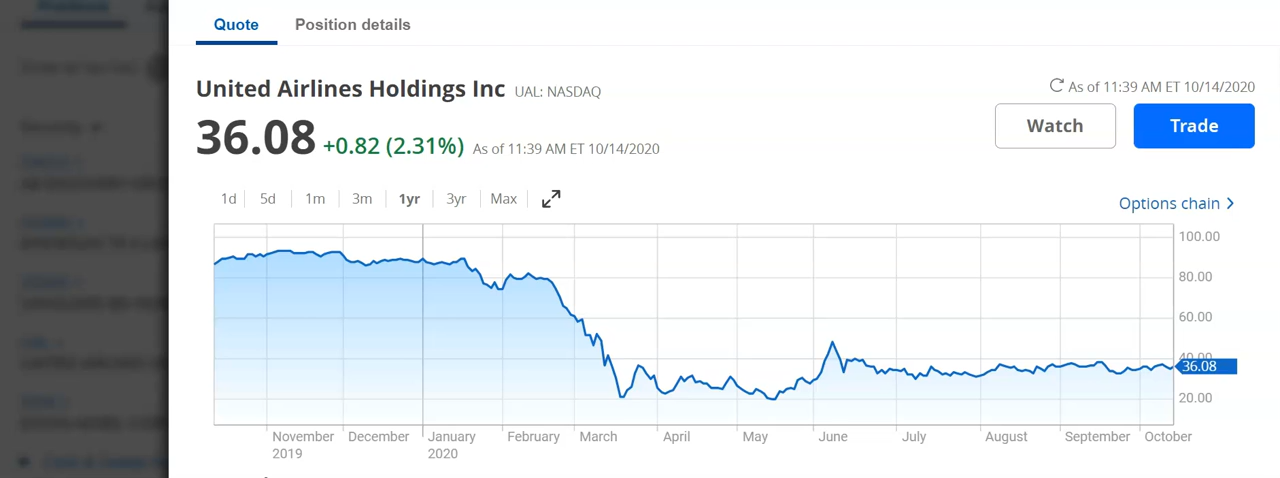 Quote Position details
United Airlines Holdings Inc UAL: NASDAQ
As of 11:39 AM ET 10/14/2020
36.08 +0.82 (2.31%) As of 11:39 AM ET 10/14/2020
Watch Trade
1d 5d 1m 3m 1yr 3yr Max
Options chain
100.00
80.00
60.00
40.00
36.08
20.00
November December January February March April May June July August September October
2019 2020